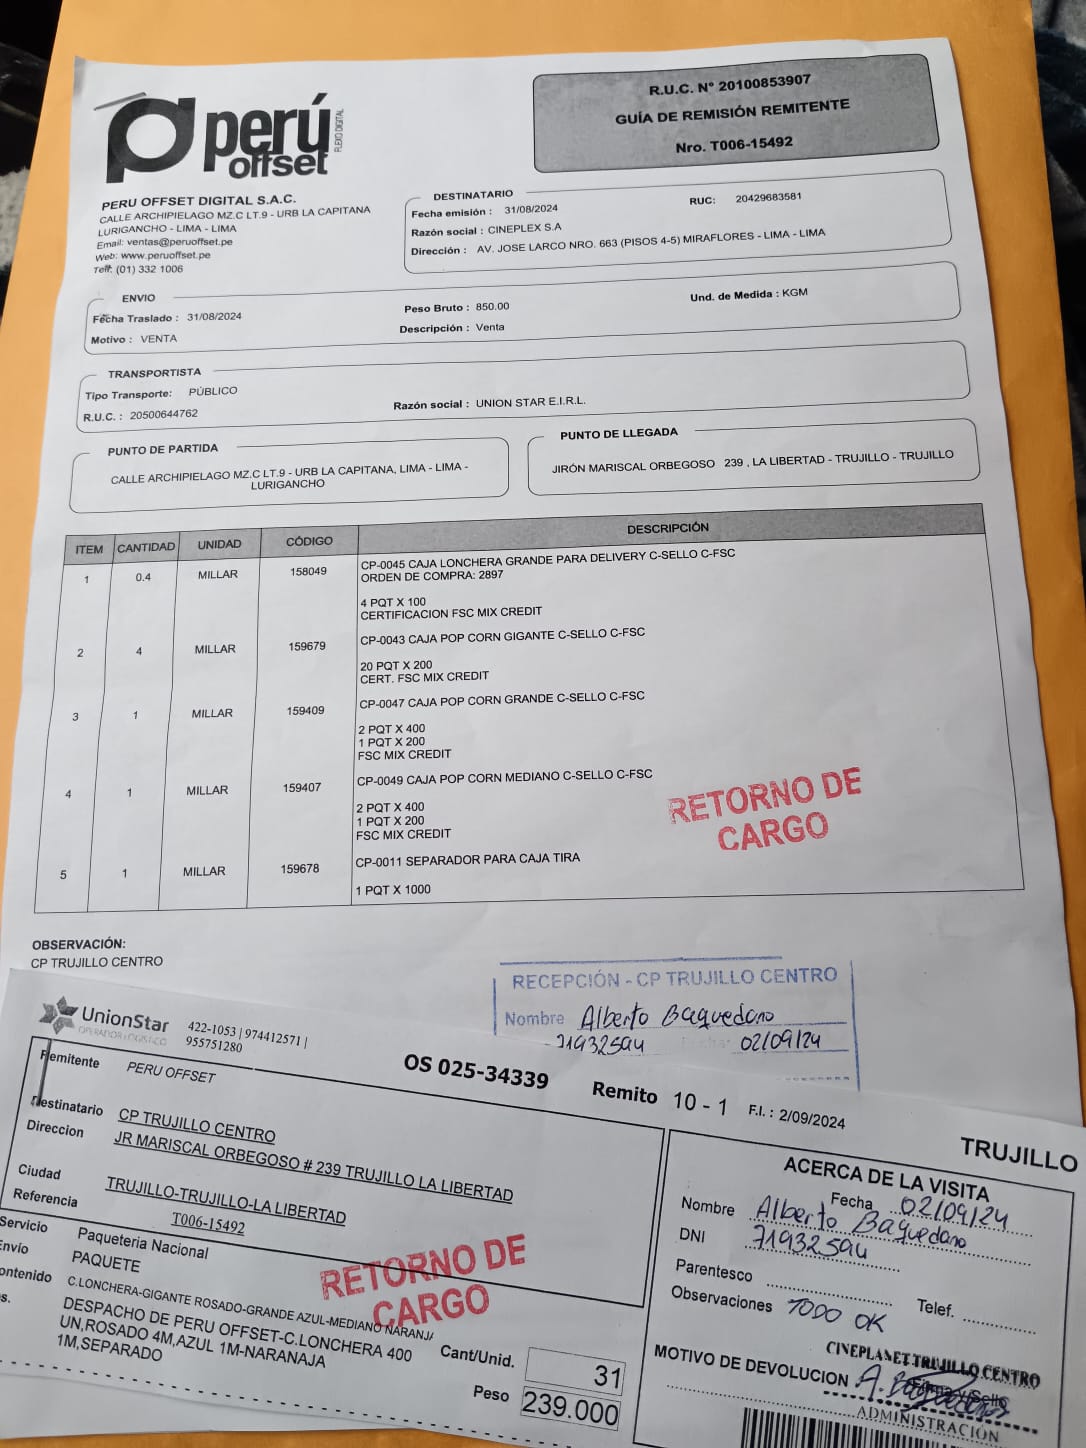 perú
offset
FLEXO DIGITAL
R.U.C. Nº 20100853907
GUÍA DE REMISIÓN REMITENTE
Nro. T006-15492
PERU OFFSET DIGITAL S.A.C.
CALLE ARCHIPIELAGO MZ.C LT.9 - URB LA CAPITANA
LURIGANCHO - LIMA - LIMA
Email: ventas@peruoffset.pe
Web: www.peruoffset.pe
Telf: (01) 332 1006
DESTINATARIO
Fecha emisión : 31/08/2024
RUC: 20429683581
Razón social : CINEPLEX S.A
Dirección : AV. JOSE LARCO NRO. 663 (PISOS 4-5) MIRAFLORES - LIMA - LIMA
ENVIO
Fecha Traslado : 31/08/2024
Peso Bruto : 850.00
Und. de Medida : KGM
Motivo : VENTA
Descripción : Venta
TRANSPORTISTA
Tipo Transporte: PÚBLICO
R.U.C. : 20500644762
Razón social : UNION STAR E.I.R.L.
PUNTO DE PARTIDA
CALLE ARCHIPIELAGO MZ.C LT.9 - URB LA CAPITANA, LIMA - LIMA -
LURIGANCHO
PUNTO DE LLEGADA
JIRÓN MARISCAL ORBEGOSO 239 , LA LIBERTAD - TRUJILLO - TRUJILLO
ITEM CANTIDAD UNIDAD CÓDIGO DESCRIPCIÓN
1 0.4 MILLAR 158049 CP-0045 CAJA LONCHERA GRANDE PARA DELIVERY C-SELLO C-FSC
ORDEN DE COMPRA: 2897
4 PQT X 100
CERTIFICACION FSC MIX CREDIT
2 4 MILLAR 159679 CP-0043 CAJA POP CORN GIGANTE C-SELLO C-FSC
20 PQT X 200
CERT. FSC MIX CREDIT
3 1 MILLAR 159409 CP-0047 CAJA POP CORN GRANDE C-SELLO C-FSC
2 PQT X 400
1 PQT X 200
FSC MIX CREDIT
4 1 MILLAR 159407 CP-0049 CAJA POP CORN MEDIANO C-SELLO C-FSC
2 PQT X 400
1 PQT X 200
FSC MIX CREDIT
5 1 MILLAR 159678 CP-0011 SEPARADOR PARA CAJA TIRA
1 PQT X 1000
RETORNO DE
CARGO
OBSERVACIÓN:
CP TRUJILLO CENTRO
RECEPCIÓN - CP TRUJILLO CENTRO
Nombre Alberto Baquedano
71932594 02/09/24
UnionStar
OPERADOR LOGISTICO
422-1053 | 974412571 |
955751280
OS 025-34339
Remito 10 - 1 F.I. : 2/09/2024
Remitente PERU OFFSET
Destinatario CP TRUJILLO CENTRO
Direccion JR MARISCAL ORBEGOSO # 239 TRUJILLO LA LIBERTAD
Ciudad TRUJILLO-TRUJILLO-LA LIBERTAD
Referencia T006-15492
Servicio Paqueteria Nacional
Envío PAQUETE
ontenido C.LONCHERA-GIGANTE ROSADO-GRANDE AZUL-MEDIANO NARANJA
s. DESPACHO DE PERU OFFSET-C.LONCHERA 400
UN,ROSADO 4M,AZUL 1M-NARANAJA
1M,SEPARADO
RETORNO DE
CARGO
Cant/Unid. 31
Peso 239.000
TRUJILLO
ACERCA DE LA VISITA
Fecha 02/09/24
Nombre Alberto Baquedano
DNI 71932594
Parentesco
Telef.
Observaciones TODO OK
CINEPLANET TRUJILLO CENTRO
MOTIVO DE DEVOLUCION
Firma y Sello
ADMINISTRACIÓN